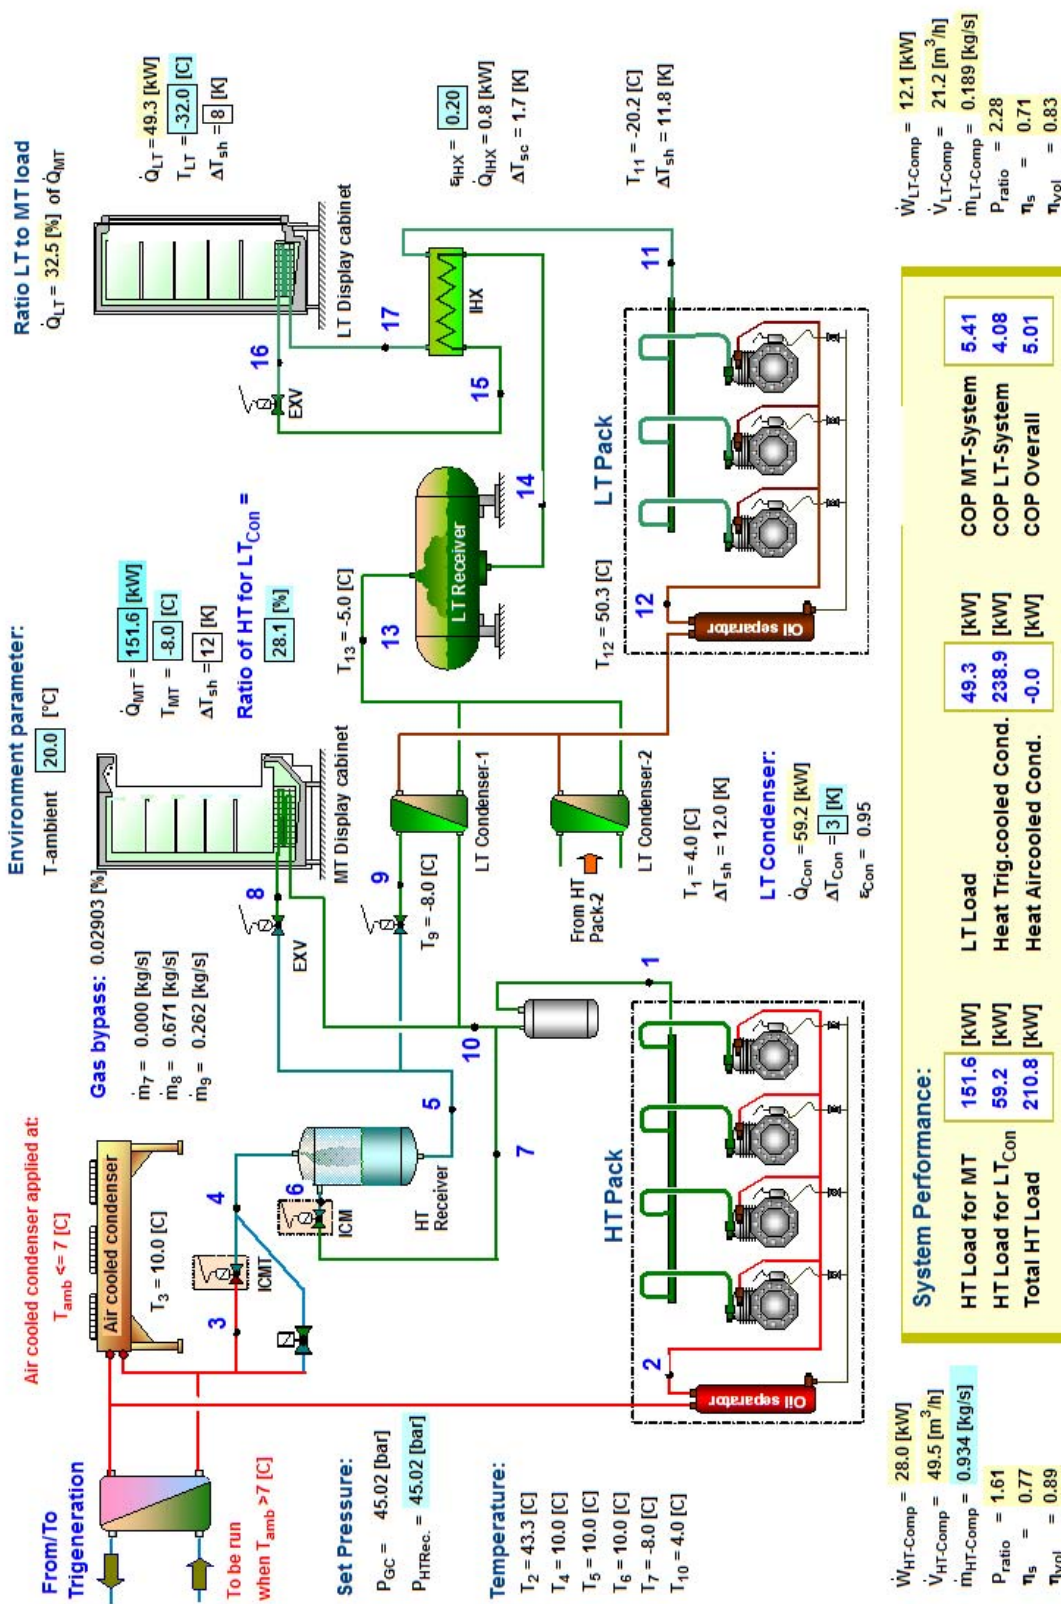 Environment parameter:
T-ambient 20.0 [°C]
Ratio LT to MT load
Q̇LT = 32.5 [%] of Q̇MT
Air cooled condenser applied at:
Tamb <= 7 [C]
Gas bypass: 0.02903 [%]
ṁ7 = 0.000 [kg/s]
ṁ8 = 0.671 [kg/s]
ṁ9 = 0.262 [kg/s]
Q̇MT = 151.6 [kW]
TMT = -8.0 [C]
ΔTsh = 12 [K]
Ratio of HT for LTCon =
28.1 [%]
Q̇LT = 49.3 [kW]
TLT = -32.0 [C]
ΔTsh = 8 [K]
From/To
Trigeneration
To be run
when Tamb >7 [C]
Air cooled condenser
T3 = 10.0 [C]
3
ICMT
4
6
ICM
HT
Receiver
5
7
10
8
EXV
MT Display cabinet
9
T9 = -8.0 [C]
LT Condenser-1
From HT
Pack-2
LT Condenser-2
T13 = -5.0 [C]
13
LT Receiver
14
16
EXV
LT Display cabinet
17
15
IHX
εIHX = 0.20
Q̇IHX = 0.8 [kW]
ΔTsc = 1.7 [K]
T11 = -20.2 [C]
ΔTsh = 11.8 [K]
11
Set Pressure:
PGC = 45.02 [bar]
PHTRec. = 45.02 [bar]
Temperature:
T2 = 43.3 [C]
T4 = 10.0 [C]
T5 = 10.0 [C]
T6 = 10.0 [C]
T7 = -8.0 [C]
T10 = 4.0 [C]
HT Pack
1
2
Oil separator
T1 = 4.0 [C]
ΔTsh = 12.0 [K]
LT Condenser:
Q̇Con = 59.2 [kW]
ΔTCon = 3 [K]
εCon = 0.95
LT Pack
T12 = 50.3 [C]
12
Oil separator
ẆHT-Comp = 28.0 [kW]
V̇HT-Comp = 49.5 [m³/h]
ṁHT-Comp = 0.934 [kg/s]
Pratio = 1.61
ηs = 0.77
ηvol = 0.89
System Performance:
HT Load for MT 151.6 [kW] LT Load 49.3 [kW] COP MT-System 5.41
HT Load for LTCon 59.2 [kW] Heat Trig.cooled Cond. 238.9 [kW] COP LT-System 4.08
Total HT Load 210.8 [kW] Heat Aircooled Cond. -0.0 [kW] COP Overall 5.01
ẆLT-Comp = 12.1 [kW]
V̇LT-Comp = 21.2 [m³/h]
ṁLT-Comp = 0.189 [kg/s]
Pratio = 2.28
ηs = 0.71
ηvol = 0.83